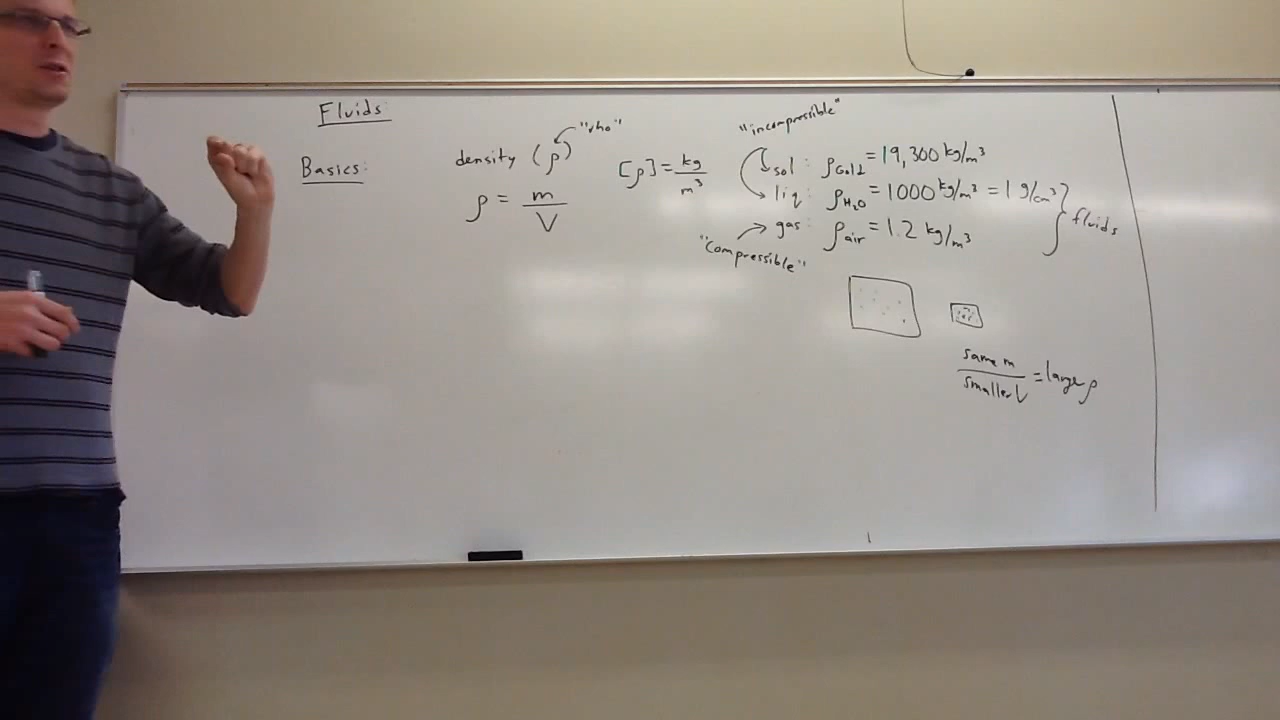 Fluids:
Basics:
density (ρ) "rho"
ρ = m / V
[ρ] = kg / m³
"incompressible"
sol: ρGold = 19,300 kg/m³
liq: ρH₂O = 1000 kg/m³ = 1 g/cm³
gas: ρair = 1.2 kg/m³
} fluids
"compressible"
same m / smaller V = large ρ